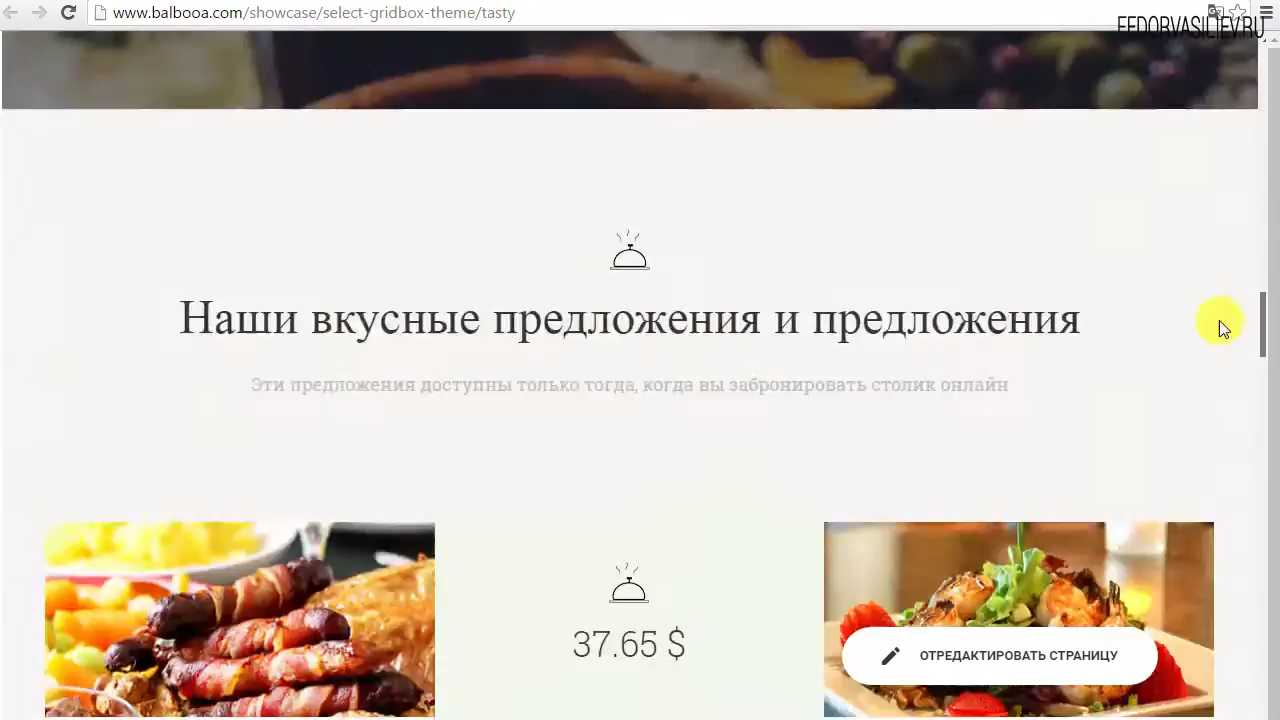 www.balbooa.com/showcase/select-gridbox-theme/tasty
FEDORVASILIEV.RU
Наши вкусные предложения и предложения
Эти предложения доступны только тогда, когда вы забронировать столик онлайн
37.65 $
ОТРЕДАКТИРОВАТЬ СТРАНИЦУ